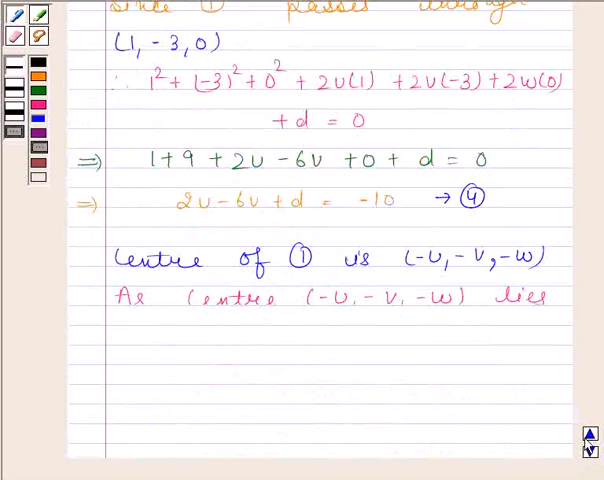 since ① passes through
(1, -3, 0)
∴ 1² + (-3)² + 0² + 2u(1) + 2v(-3) + 2w(0)
+ d = 0
⇒ 1 + 9 + 2u - 6v + 0 + d = 0
⇒ 2u - 6v + d = -10 → ④
Centre of ① is (-u, -v, -w)
As Centre (-u, -v, -w) lies